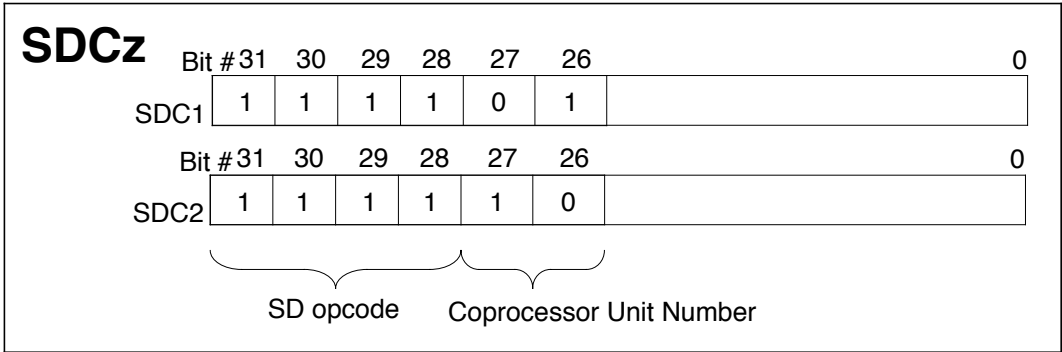 SDCz
Bit # 31 30 29 28 27 26 0
SDC1 1 1 1 1 0 1
Bit # 31 30 29 28 27 26 0
SDC2 1 1 1 1 1 0
SD opcode Coprocessor Unit Number